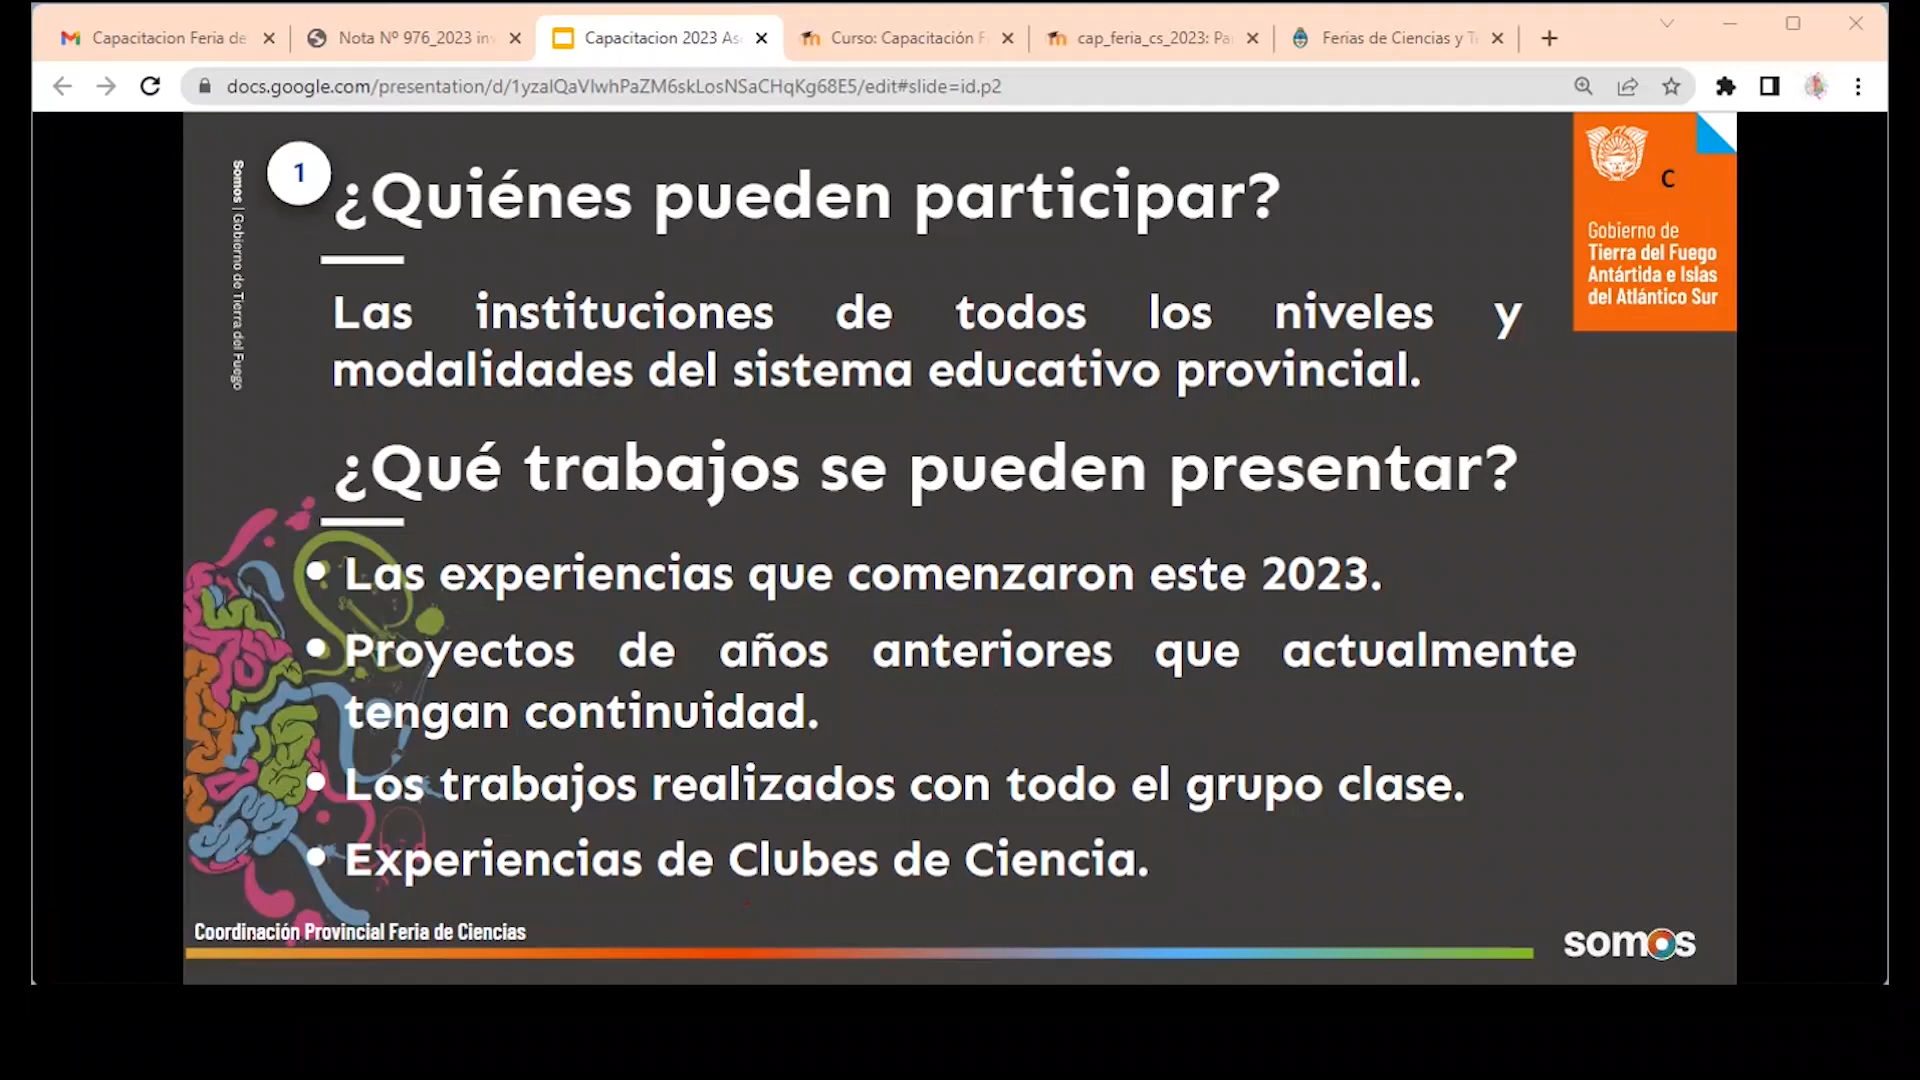 Capacitacion Feria de
Nota Nº 976_2023 inv
Capacitacion 2023 As
Curso: Capacitación F
cap_feria_cs_2023: Pa
Ferias de Ciencias y T
docs.google.com/presentation/d/1yzalQaVlwhPaZM6skLosNSaCHqKg68E5/edit#slide=id.p2
Somos | Gobierno de Tierra del Fuego
1
¿Quiénes pueden participar?
C
Gobierno de
Tierra del Fuego
Antártida e Islas
del Atlántico Sur
Las instituciones de todos los niveles y
modalidades del sistema educativo provincial.
¿Qué trabajos se pueden presentar?
• Las experiencias que comenzaron este 2023.
• Proyectos de años anteriores que actualmente
tengan continuidad.
• Los trabajos realizados con todo el grupo clase.
• Experiencias de Clubes de Ciencia.
Coordinación Provincial Feria de Ciencias
somos